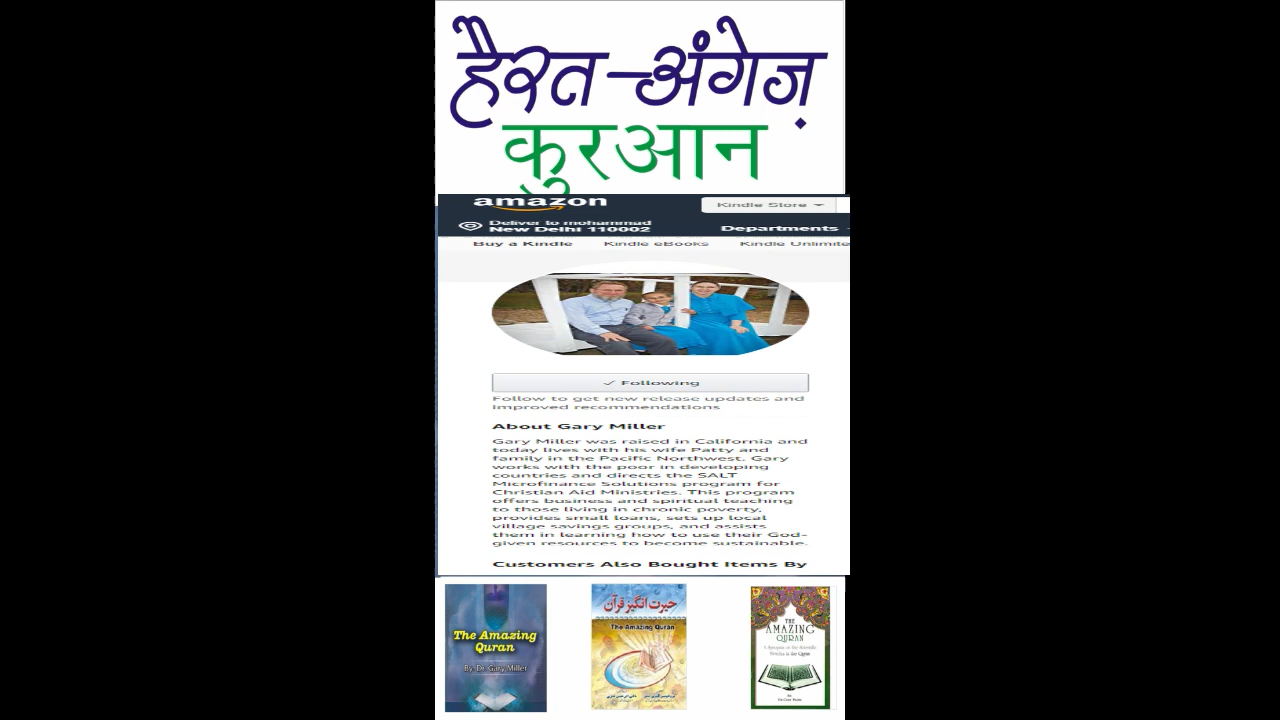 हैरत-अंगेज़
कुरआन
amazon
Kindle Store
Deliver to mohammad
New Delhi 110002
Departments
Buy a Kindle
Kindle eBooks
Kindle Unlimite
✓ Following
Follow to get new release updates and
improved recommendations
About Gary Miller
Gary Miller was raised in California and
today lives with his wife Patty and
family in the Pacific Northwest. Gary
works with the poor in developing
countries and directs the SALT
Microfinance Solutions program for
Christian Aid Ministries. This program
offers business and spiritual teaching
to those living in chronic poverty,
provides small loans, sets up local
village savings groups, and assists
them in learning how to use their God-
given resources to become sustainable.
Customers Also Bought Items By
The Amazing
Quran
By: Dr. Gary Miller
حیرت انگیز قرآن
The Amazing Quran
THE
AMAZING
QURAN